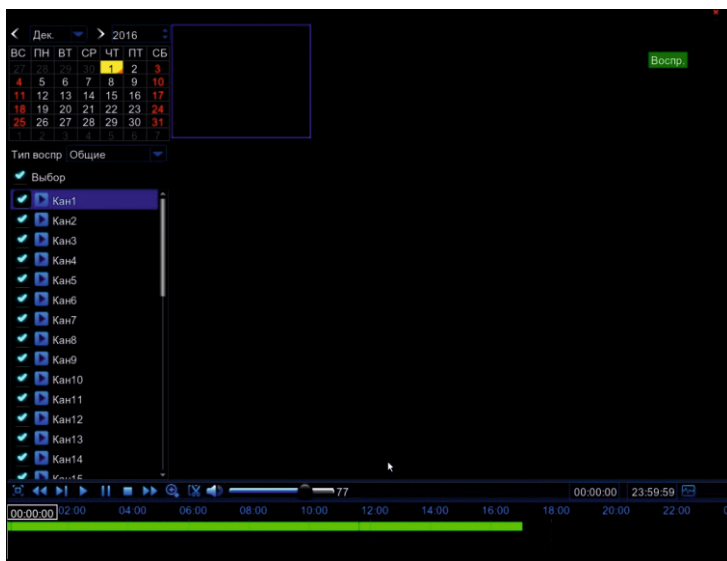 Дек. 2016
ВС ПН ВТ СР ЧТ ПТ СБ
27 28 29 30 1 2 3
4 5 6 7 8 9 10
11 12 13 14 15 16 17
18 19 20 21 22 23 24
25 26 27 28 29 30 31
1 2 3 4 5 6 7
Воспр.
Тип воспр Общие
Выбор
Кан1
Кан2
Кан3
Кан4
Кан5
Кан6
Кан7
Кан8
Кан9
Кан10
Кан11
Кан12
Кан13
Кан14
Кан15
77 00:00:00 23:59:59
00:00:00 02:00 04:00 06:00 08:00 10:00 12:00 14:00 16:00 18:00 20:00 22:00